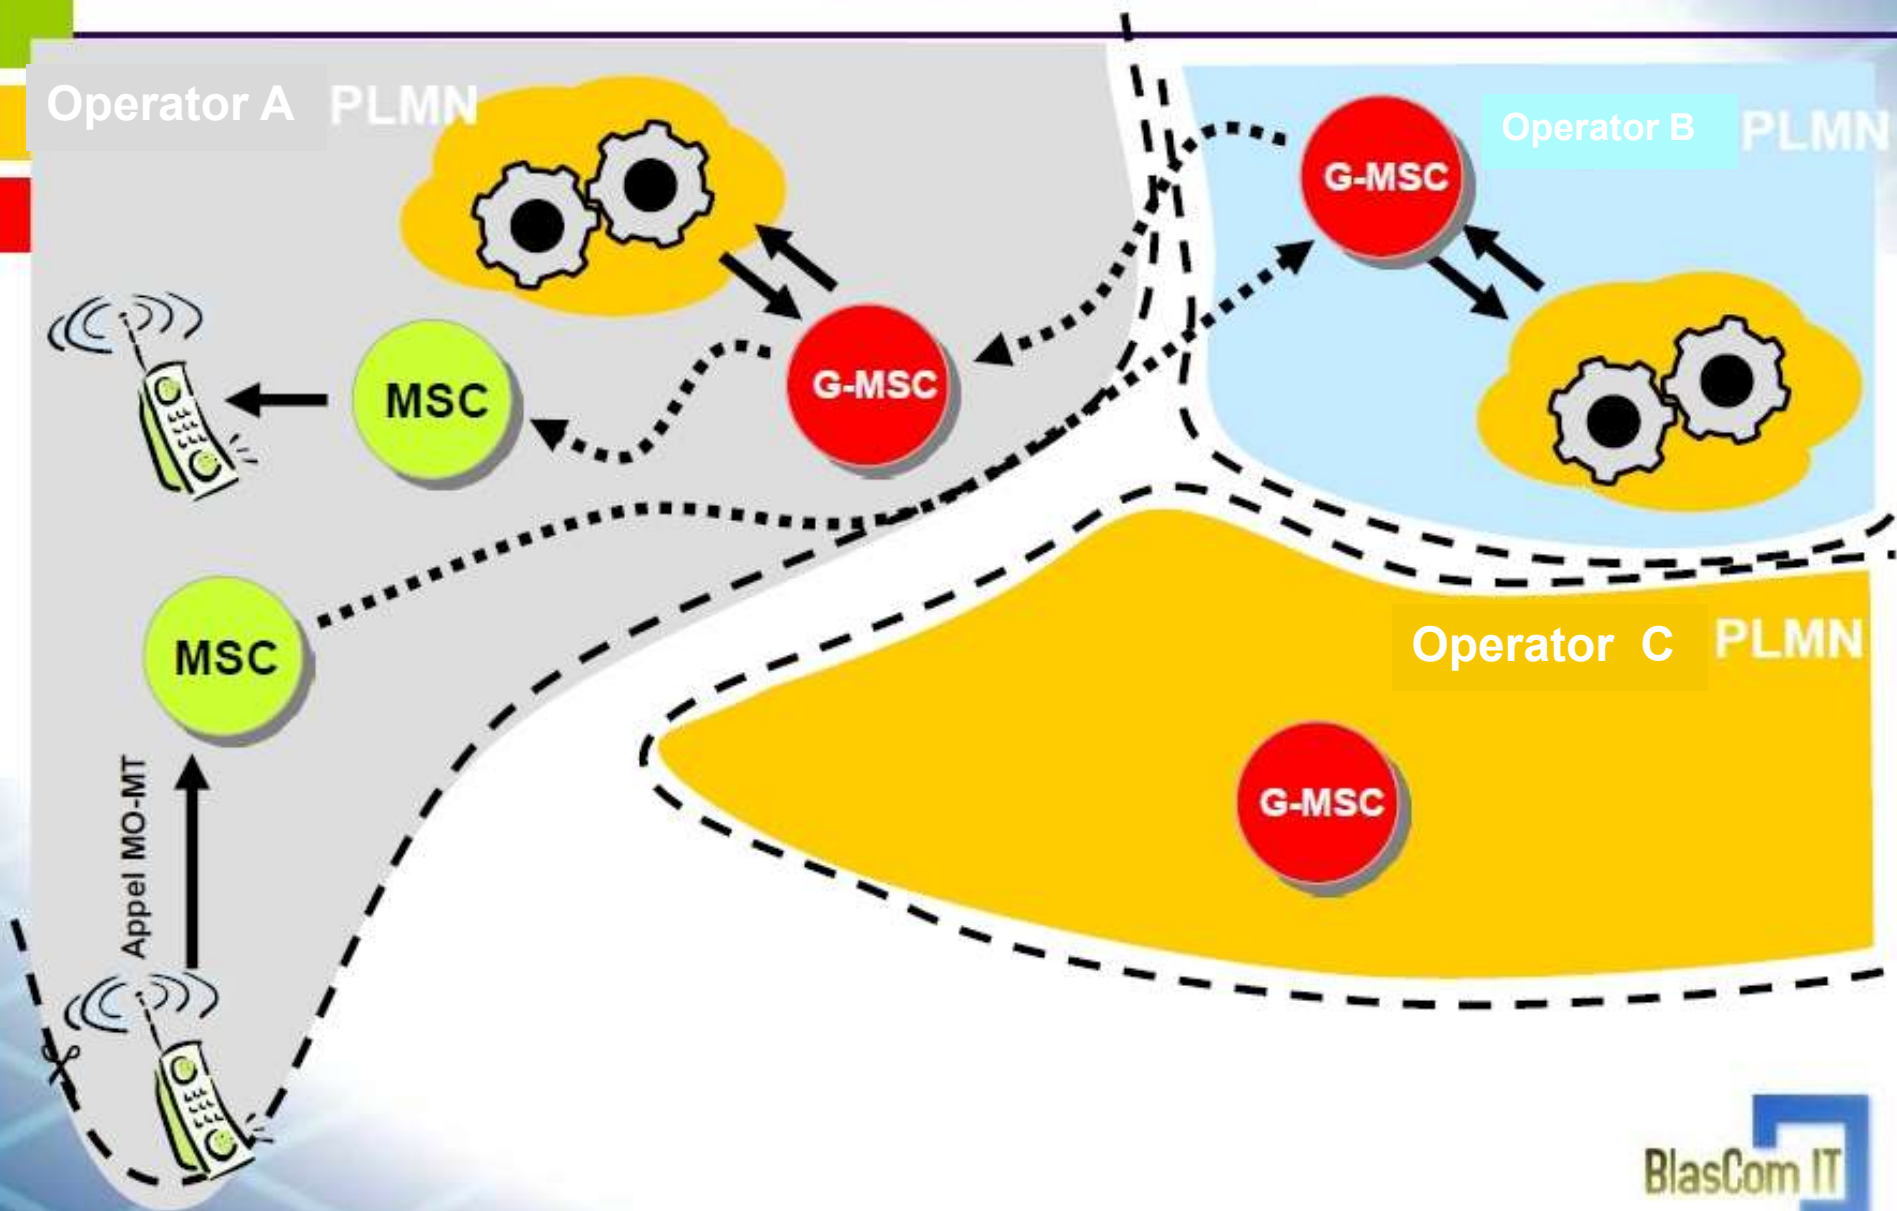 Operator A PLMN
Operator B PLMN
G-MSC
G-MSC
MSC
MSC
Operator C PLMN
G-MSC
Appel MO-MT
BlasCom IT